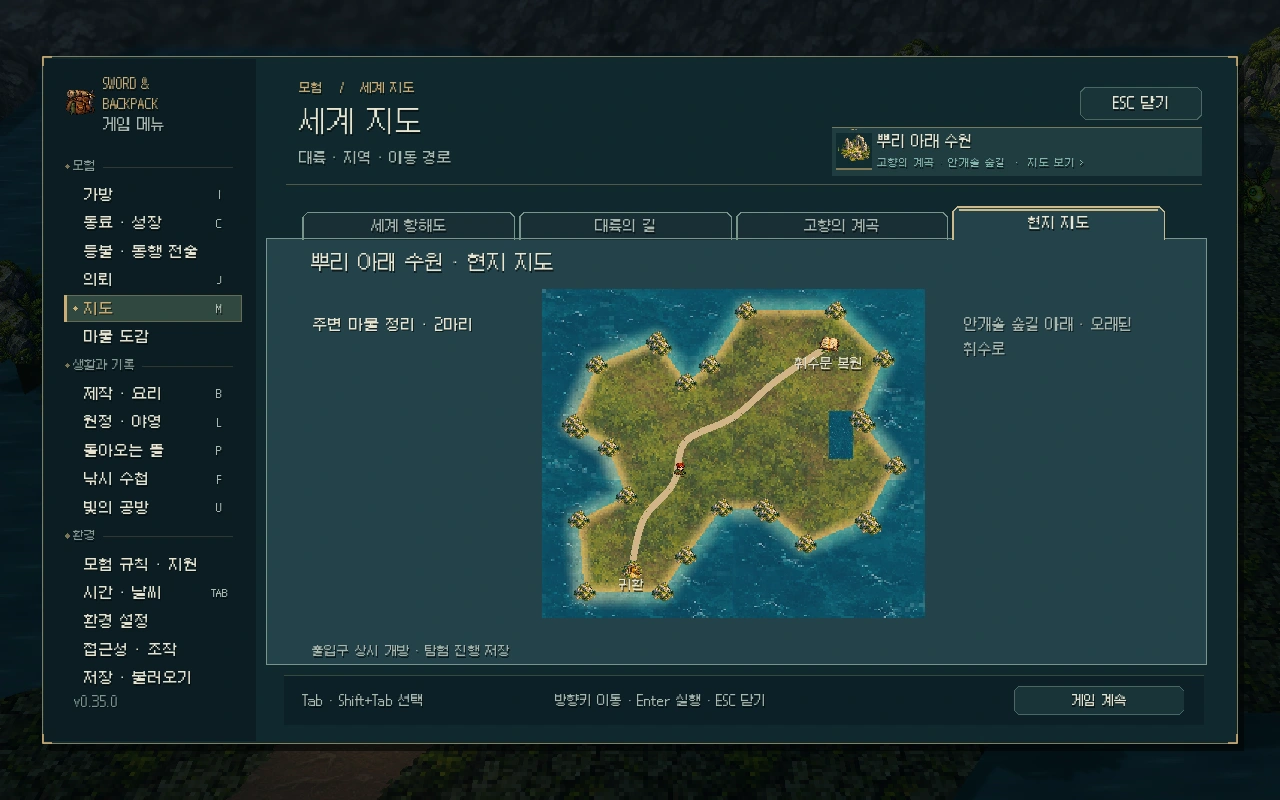 SWORD &
BACKPACK
게임 메뉴
모험
가방 I
동료 · 성장 C
등불 · 동행 전술
의뢰 J
지도 M
마물 도감
생활과 기록
제작 · 요리 B
원정 · 야영 L
돌아오는 뜰 P
낚시 수첩 F
빛의 공방 U
환경
모험 규칙 · 지원
시간 · 날씨 TAB
환경 설정
접근성 · 조작
저장 · 불러오기
v0.35.0
모험 / 세계 지도
세계 지도
대륙 · 지역 · 이동 경로
ESC 닫기
뿌리 아래 수원
고향의 계곡 · 안개솔 숲길 · 지도 보기 >
세계 항해도
대륙의 길
고향의 계곡
현지 지도
뿌리 아래 수원 · 현지 지도
주변 마물 정리 · 2마리
취수문 복원
귀환
안개솔 숲길 아래 · 오래된
취수로
출입구 상시 개방 · 탐험 진행 저장
Tab · Shift+Tab 선택
방향키 이동 · Enter 실행 · ESC 닫기
게임 계속